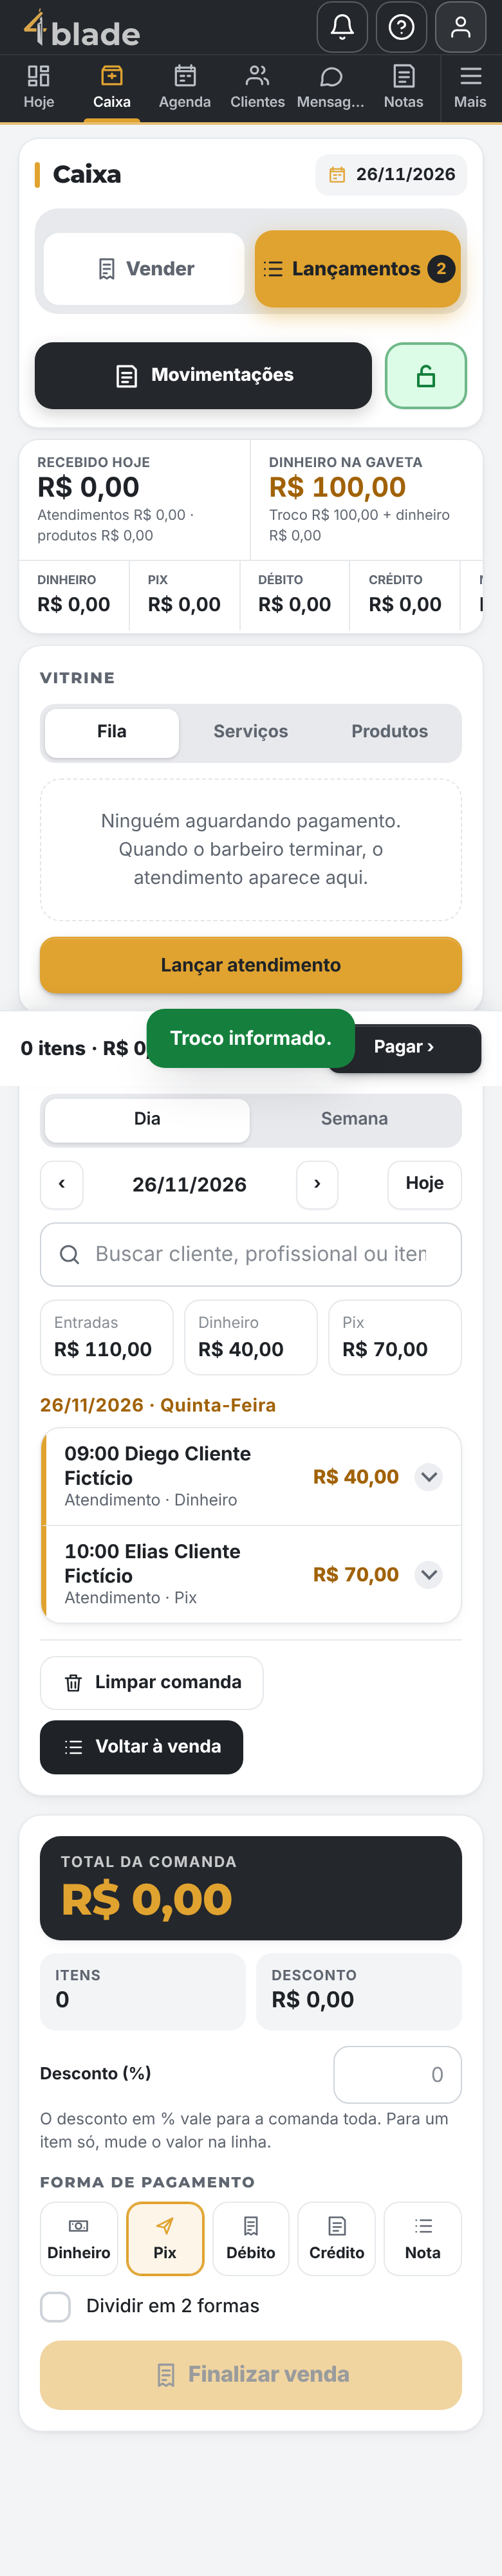 4blade
Hoje
Caixa
Agenda
Clientes
Mensag...
Notas
Mais
Caixa
26/11/2026
Vender
Lançamentos 2
Movimentações
RECEBIDO HOJE
R$ 0,00
Atendimentos R$ 0,00 ·
produtos R$ 0,00
DINHEIRO NA GAVETA
R$ 100,00
Troco R$ 100,00 + dinheiro
R$ 0,00
DINHEIRO
R$ 0,00
PIX
R$ 0,00
DÉBITO
R$ 0,00
CRÉDITO
R$ 0,00
VITRINE
Fila
Serviços
Produtos
Ninguém aguardando pagamento.
Quando o barbeiro terminar, o
atendimento aparece aqui.
Lançar atendimento
0 itens · R$ 0,
Troco informado.
Pagar ›
Dia
Semana
‹
26/11/2026
›
Hoje
Buscar cliente, profissional ou iten
Entradas
R$ 110,00
Dinheiro
R$ 40,00
Pix
R$ 70,00
26/11/2026 · Quinta-Feira
09:00 Diego Cliente
Fictício
Atendimento · Dinheiro
R$ 40,00
10:00 Elias Cliente
Fictício
Atendimento · Pix
R$ 70,00
Limpar comanda
Voltar à venda
TOTAL DA COMANDA
R$ 0,00
ITENS
0
DESCONTO
R$ 0,00
Desconto (%)
0
O desconto em % vale para a comanda toda. Para um
item só, mude o valor na linha.
FORMA DE PAGAMENTO
Dinheiro
Pix
Débito
Crédito
Nota
Dividir em 2 formas
Finalizar venda